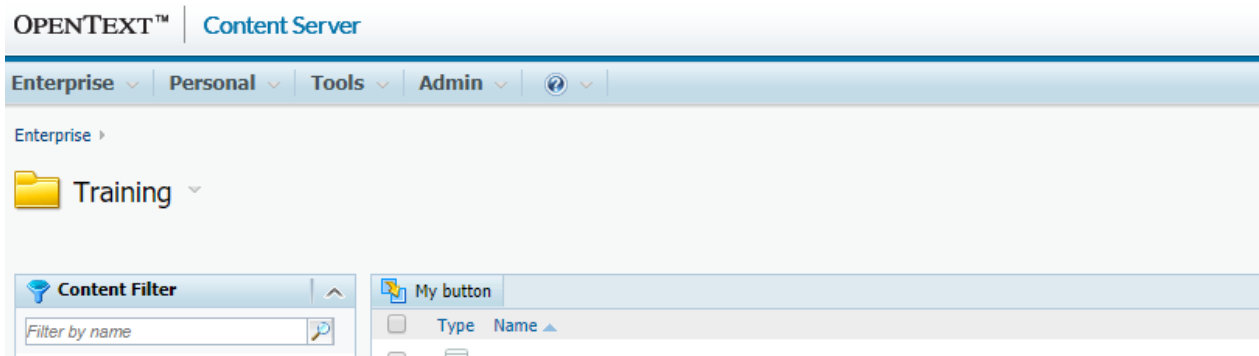 OPENTEXT™ Content Server
Enterprise Personal Tools Admin ?
Enterprise
Training
Content Filter
My button
Filter by name
Type Name